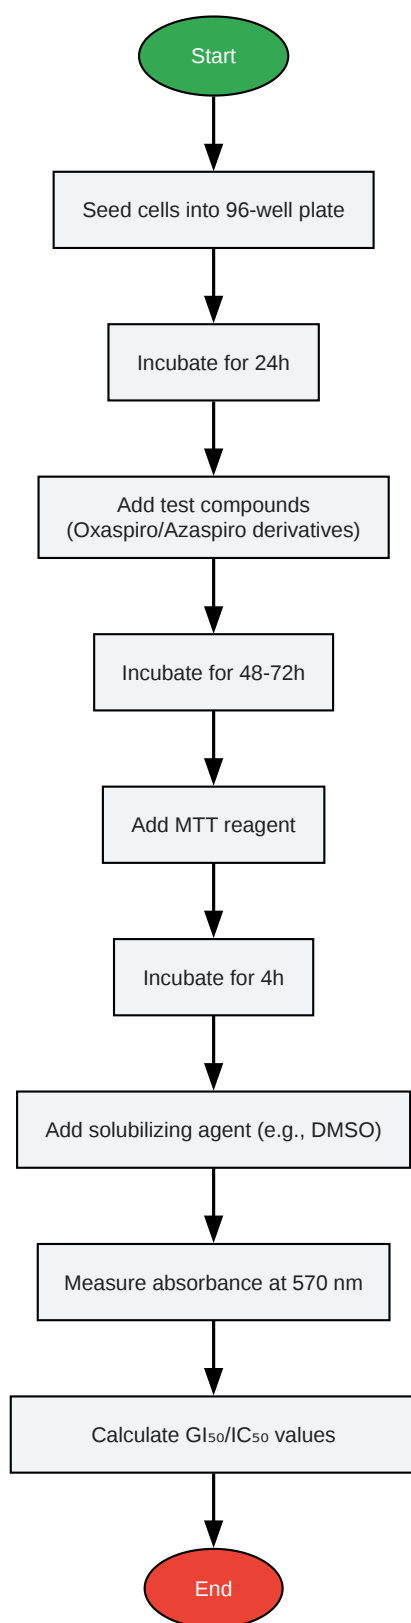 Start
Seed cells into 96-well plate
Incubate for 24h
Add test compounds
(Oxaspiro/Azaspiro derivatives)
Incubate for 48-72h
Add MTT reagent
Incubate for 4h
Add solubilizing agent (e.g., DMSO)
Measure absorbance at 570 nm
Calculate GI₅₀/IC₅₀ values
End